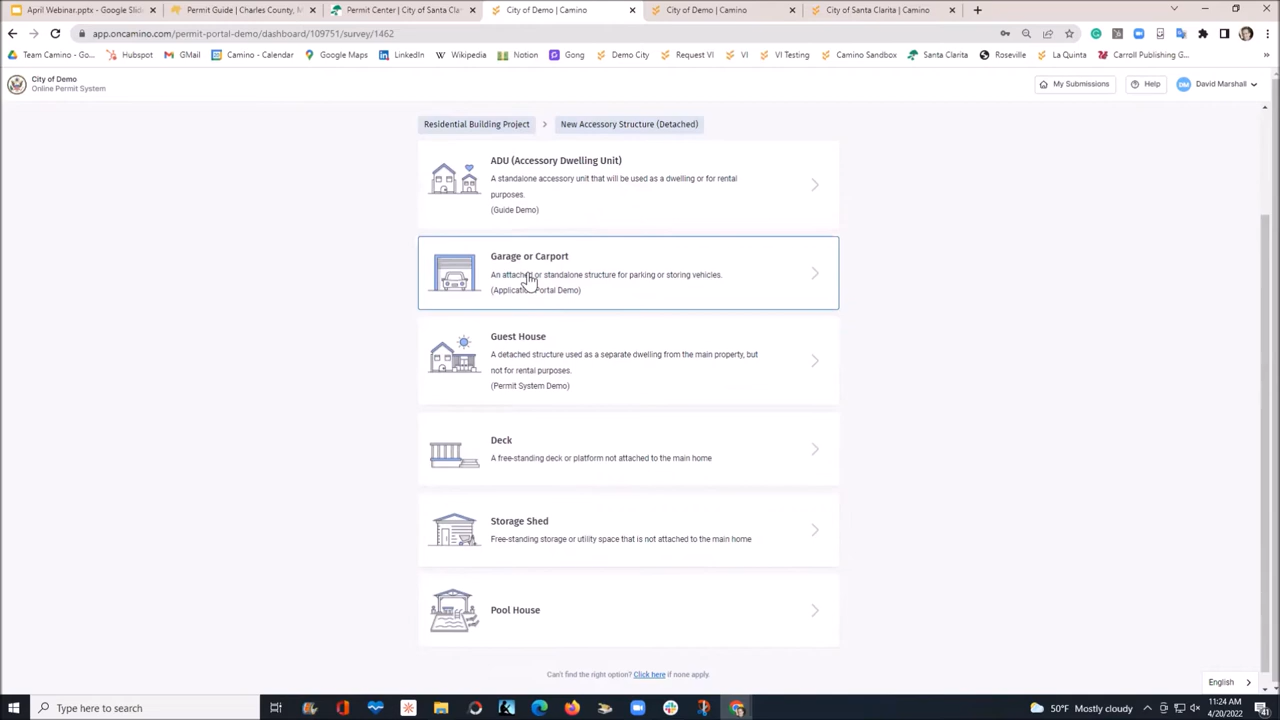 April Webinar.pptx - Google Slid
Permit Guide | Charles County, M
Permit Center | City of Santa Cla
City of Demo | Camino
City of Demo | Camino
City of Santa Clarita | Camino
app.oncamino.com/permit-portal-demo/dashboard/109751/survey/1462
Team Camino - Goo...
Hubspot
GMail
Camino - Calendar
Google Maps
LinkedIn
Wikipedia
Notion
Gong
Demo City
Request VI
VI
VI Testing
Camino Sandbox
Santa Clarita
Roseville
La Quinta
Carroll Publishing G...
City of Demo
Online Permit System
My Submissions
Help
DM
David Marshall
Residential Building Project
New Accessory Structure (Detached)
ADU (Accessory Dwelling Unit)
A standalone accessory unit that will be used as a dwelling or for rental
purposes.
(Guide Demo)
Garage or Carport
An attached or standalone structure for parking or storing vehicles.
(Application Portal Demo)
Guest House
A detached structure used as a separate dwelling from the main property, but
not for rental purposes.
(Permit System Demo)
Deck
A free-standing deck or platform not attached to the main home
Storage Shed
Free-standing storage or utility space that is not attached to the main home
Pool House
Can't find the right option? Click here if none apply.
English
Type here to search
50°F Mostly cloudy
11:24 AM
4/20/2022